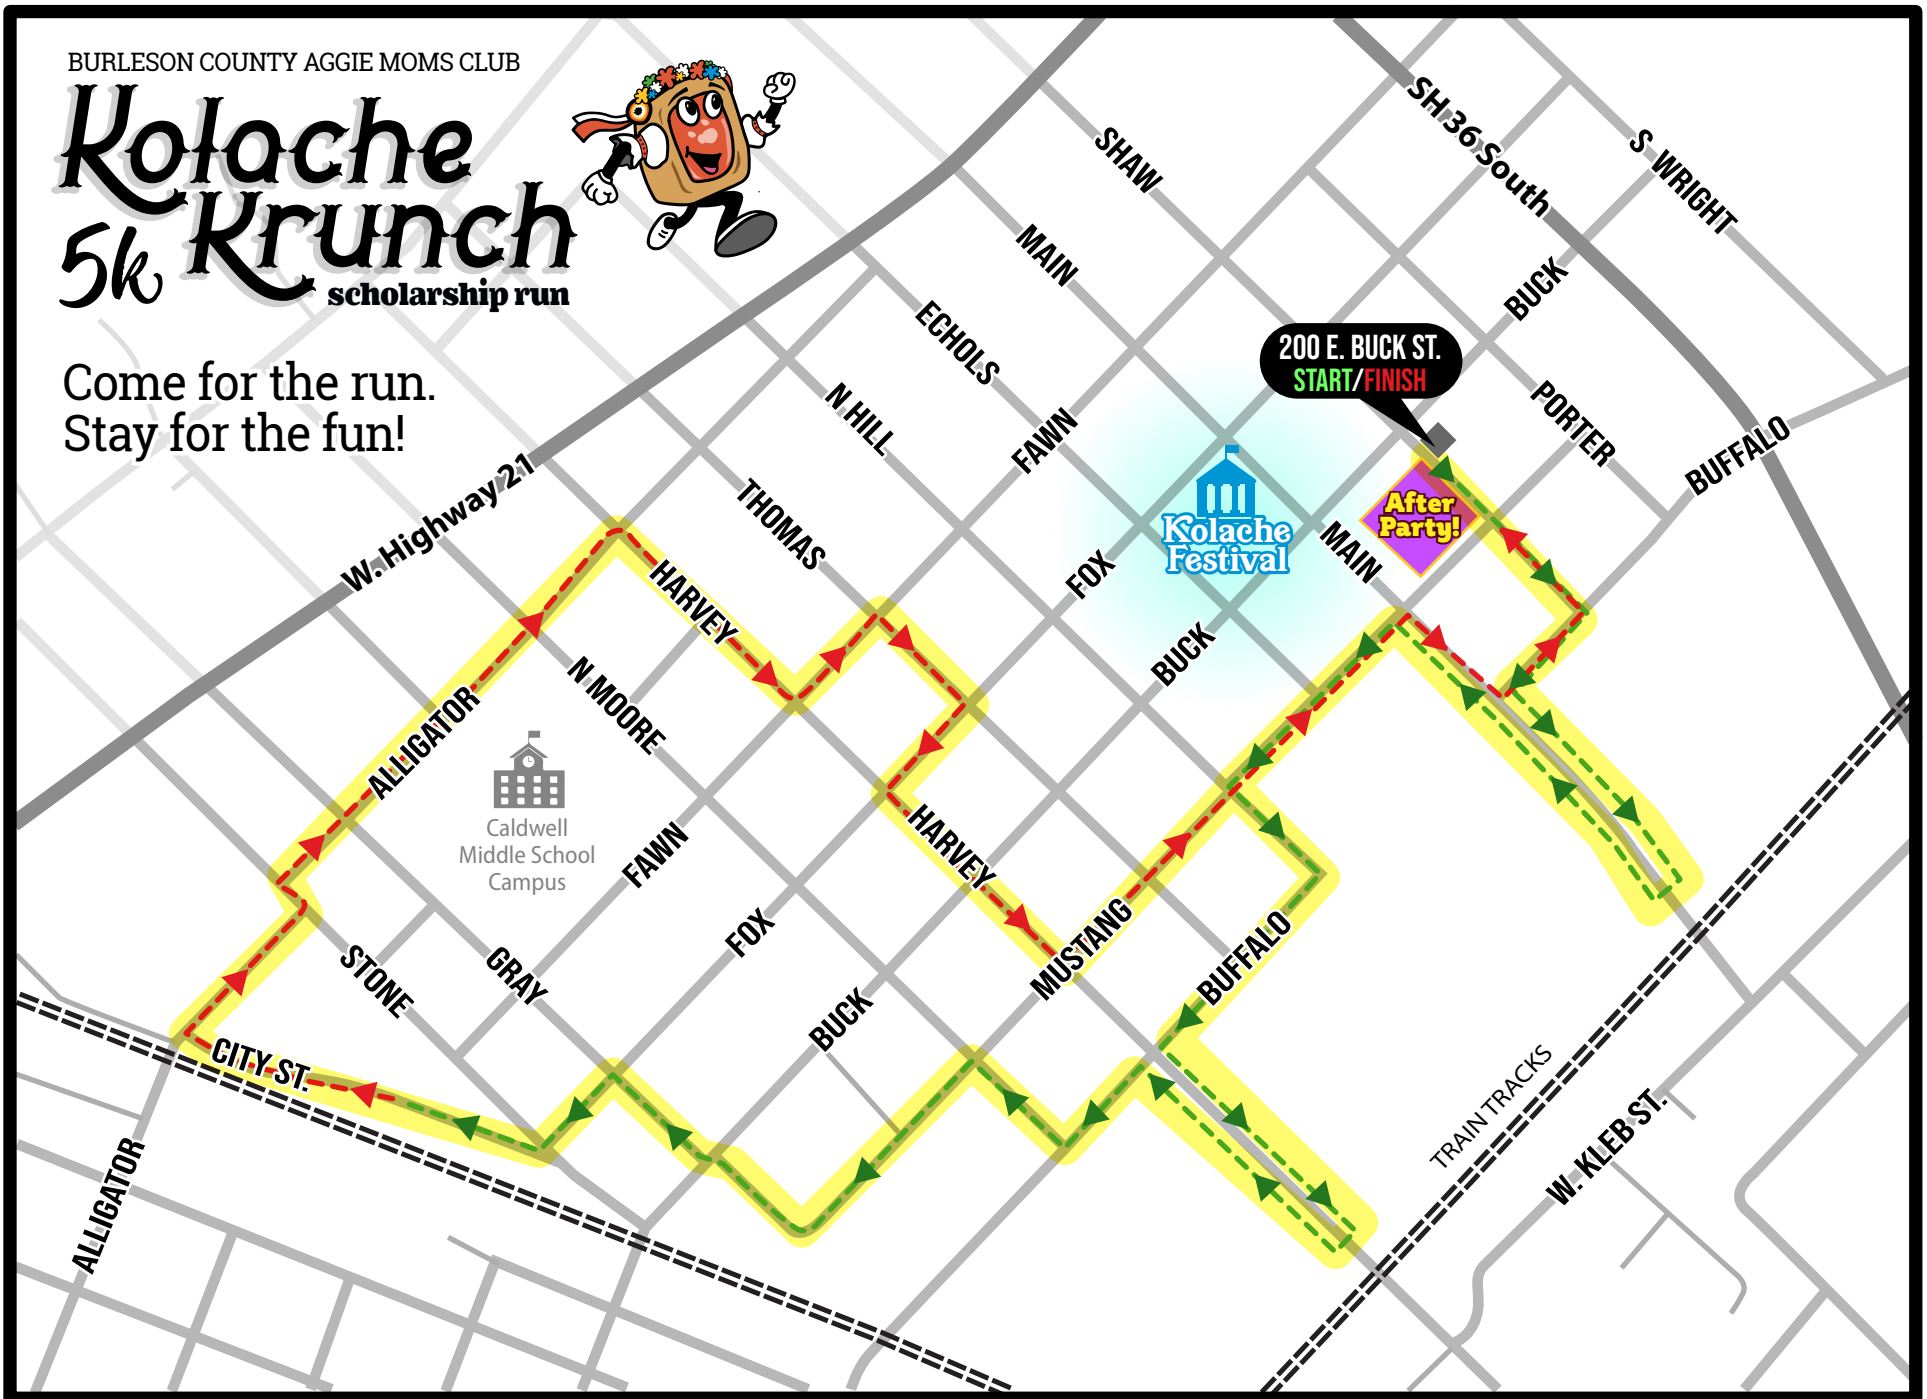 BURLESON COUNTY AGGIE MOMS CLUB
Kolache
5k Krunch
scholarship run
Come for the run.
Stay for the fun!
SH 36 South
S WRIGHT
SHAW
MAIN
BUCK
ECHOLS
200 E. BUCK ST.
START/FINISH
N HILL
FAWN
PORTER
BUFFALO
W. Highway 21
THOMAS
Kolache
Festival
After
Party!
MAIN
FOX
HARVEY
BUCK
N MOORE
ALLIGATOR
Caldwell
Middle School
Campus
FAWN
HARVEY
FOX
MUSTANG
BUFFALO
STONE
GRAY
BUCK
CITY ST.
TRAIN TRACKS
W. KLEB ST.
ALLIGATOR